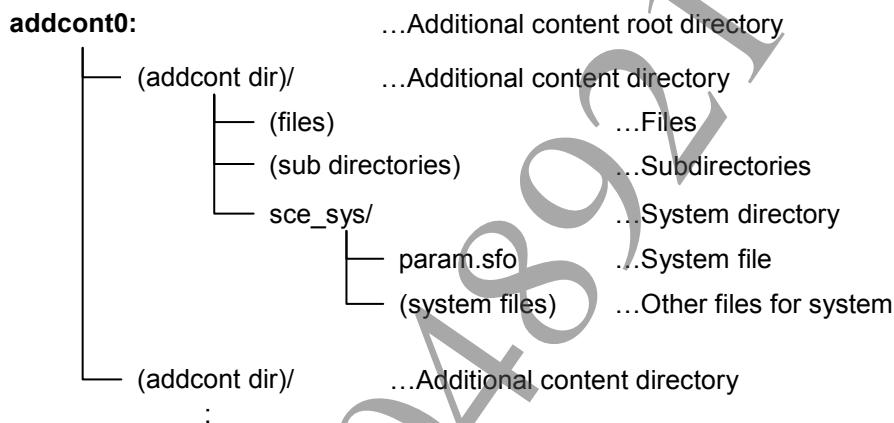 addcont0: …Additional content root directory
(addcont dir)/ …Additional content directory
(files) …Files
(sub directories) …Subdirectories
sce_sys/ …System directory
param.sfo …System file
(system files) …Other files for system
(addcont dir)/ …Additional content directory
:
048921